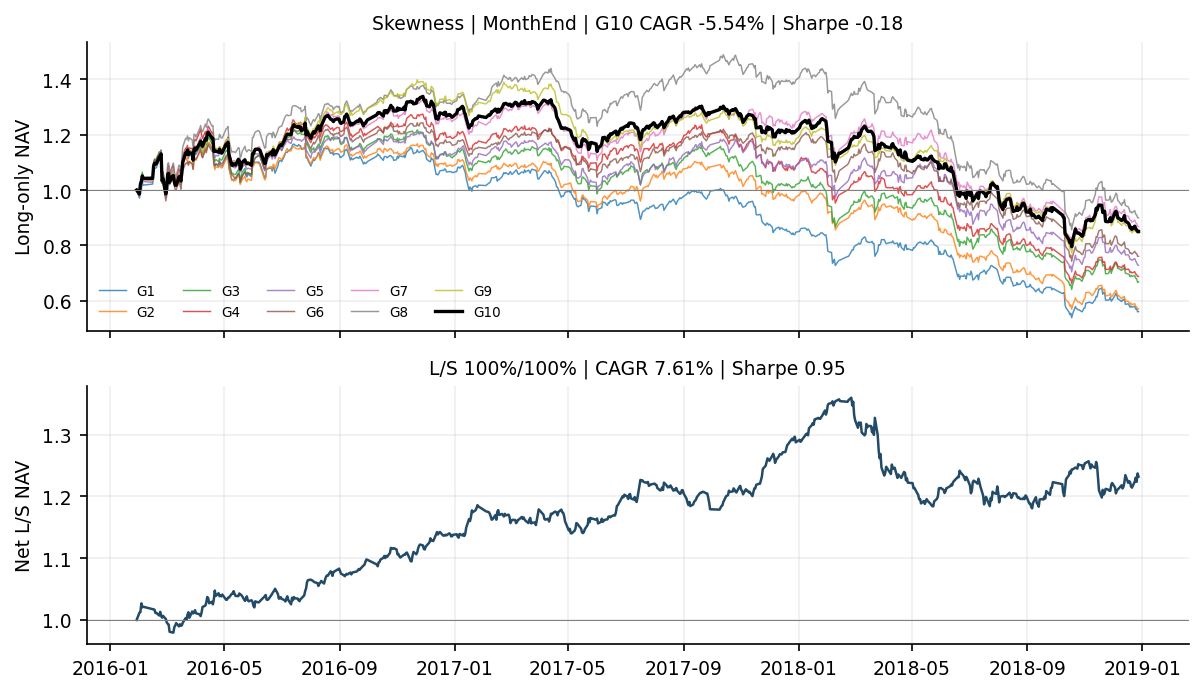 Skewness | MonthEnd | G10 CAGR -5.54% | Sharpe -0.18
Long-only NAV
1.4
1.2
1.0
0.8
0.6
G1 G3 G5 G7 G9
G2 G4 G6 G8 G10
L/S 100%/100% | CAGR 7.61% | Sharpe 0.95
Net L/S NAV
1.3
1.2
1.1
1.0
2016-01 2016-05 2016-09 2017-01 2017-05 2017-09 2018-01 2018-05 2018-09 2019-01